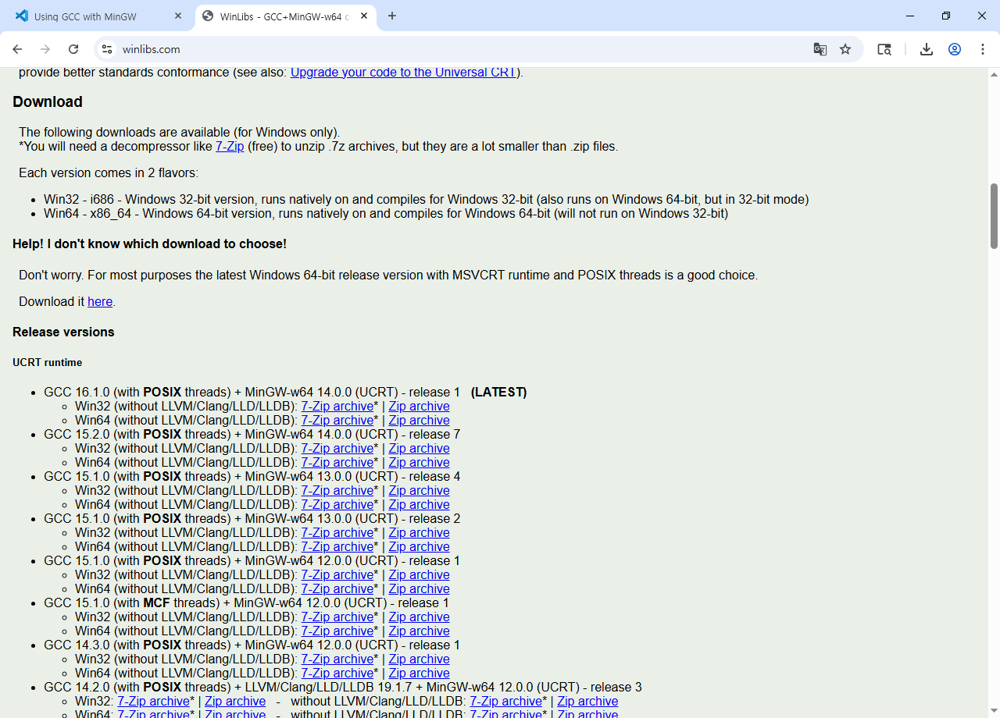 Using GCC with MinGW
WinLibs - GCC+MinGW-w64 c
winlibs.com
provide better standards conformance (see also: Upgrade your code to the Universal CRT).
Download
The following downloads are available (for Windows only).
*You will need a decompressor like 7-Zip (free) to unzip .7z archives, but they are a lot smaller than .zip files.
Each version comes in 2 flavors:
• Win32 - i686 - Windows 32-bit version, runs natively on and compiles for Windows 32-bit (also runs on Windows 64-bit, but in 32-bit mode)
• Win64 - x86_64 - Windows 64-bit version, runs natively on and compiles for Windows 64-bit (will not run on Windows 32-bit)
Help! I don't know which download to choose!
Don't worry. For most purposes the latest Windows 64-bit release version with MSVCRT runtime and POSIX threads is a good choice.
Download it here.
Release versions
UCRT runtime
• GCC 16.1.0 (with POSIX threads) + MinGW-w64 14.0.0 (UCRT) - release 1 (LATEST)
◦ Win32 (without LLVM/Clang/LLD/LLDB): 7-Zip archive* | Zip archive
◦ Win64 (without LLVM/Clang/LLD/LLDB): 7-Zip archive* | Zip archive
• GCC 15.2.0 (with POSIX threads) + MinGW-w64 14.0.0 (UCRT) - release 7
◦ Win32 (without LLVM/Clang/LLD/LLDB): 7-Zip archive* | Zip archive
◦ Win64 (without LLVM/Clang/LLD/LLDB): 7-Zip archive* | Zip archive
• GCC 15.1.0 (with POSIX threads) + MinGW-w64 13.0.0 (UCRT) - release 4
◦ Win32 (without LLVM/Clang/LLD/LLDB): 7-Zip archive* | Zip archive
◦ Win64 (without LLVM/Clang/LLD/LLDB): 7-Zip archive* | Zip archive
• GCC 15.1.0 (with POSIX threads) + MinGW-w64 13.0.0 (UCRT) - release 2
◦ Win32 (without LLVM/Clang/LLD/LLDB): 7-Zip archive* | Zip archive
◦ Win64 (without LLVM/Clang/LLD/LLDB): 7-Zip archive* | Zip archive
• GCC 15.1.0 (with POSIX threads) + MinGW-w64 12.0.0 (UCRT) - release 1
◦ Win32 (without LLVM/Clang/LLD/LLDB): 7-Zip archive* | Zip archive
◦ Win64 (without LLVM/Clang/LLD/LLDB): 7-Zip archive* | Zip archive
• GCC 15.1.0 (with MCF threads) + MinGW-w64 12.0.0 (UCRT) - release 1
◦ Win32 (without LLVM/Clang/LLD/LLDB): 7-Zip archive* | Zip archive
◦ Win64 (without LLVM/Clang/LLD/LLDB): 7-Zip archive* | Zip archive
• GCC 14.3.0 (with POSIX threads) + MinGW-w64 12.0.0 (UCRT) - release 1
◦ Win32 (without LLVM/Clang/LLD/LLDB): 7-Zip archive* | Zip archive
◦ Win64 (without LLVM/Clang/LLD/LLDB): 7-Zip archive* | Zip archive
• GCC 14.2.0 (with POSIX threads) + LLVM/Clang/LLD/LLDB 19.1.7 + MinGW-w64 12.0.0 (UCRT) - release 3
◦ Win32: 7-Zip archive* | Zip archive - without LLVM/Clang/LLD/LLDB: 7-Zip archive* | Zip archive
◦ Win64: 7-Zip archive* | Zip archive - without LLVM/Clang/LLD/LLDB: 7-Zip archive* | Zip archive